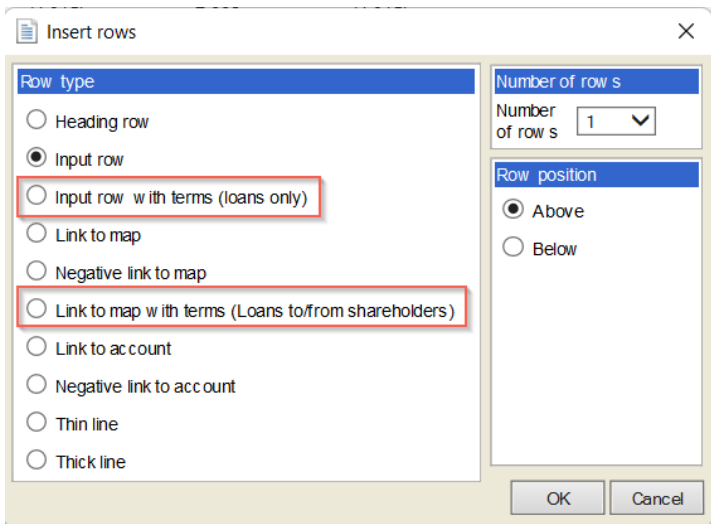 Insert rows
Row type
Heading row
Input row
Input row with terms (loans only)
Link to map
Negative link to map
Link to map with terms (Loans to/from shareholders)
Link to account
Negative link to account
Thin line
Thick line
Number of rows
Number
of rows
1
Row position
Above
Below
OK
Cancel